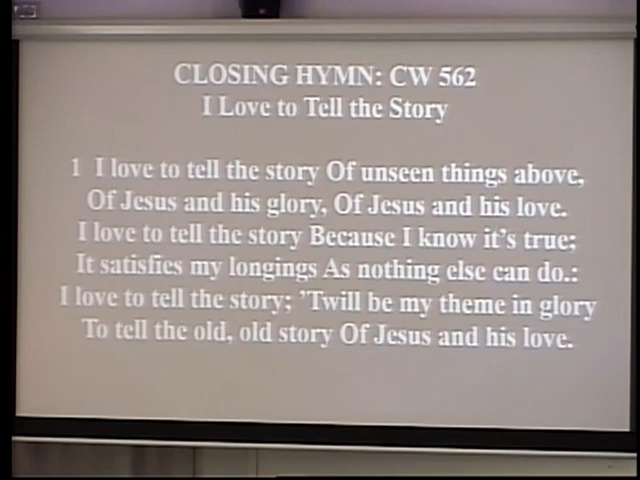 CLOSING HYMN: CW 562
I Love to Tell the Story
1 I love to tell the story Of unseen things above,
Of Jesus and his glory, Of Jesus and his love.
I love to tell the story Because I know it's true;
It satisfies my longings As nothing else can do.:
I love to tell the story; 'Twill be my theme in glory
To tell the old, old story Of Jesus and his love.